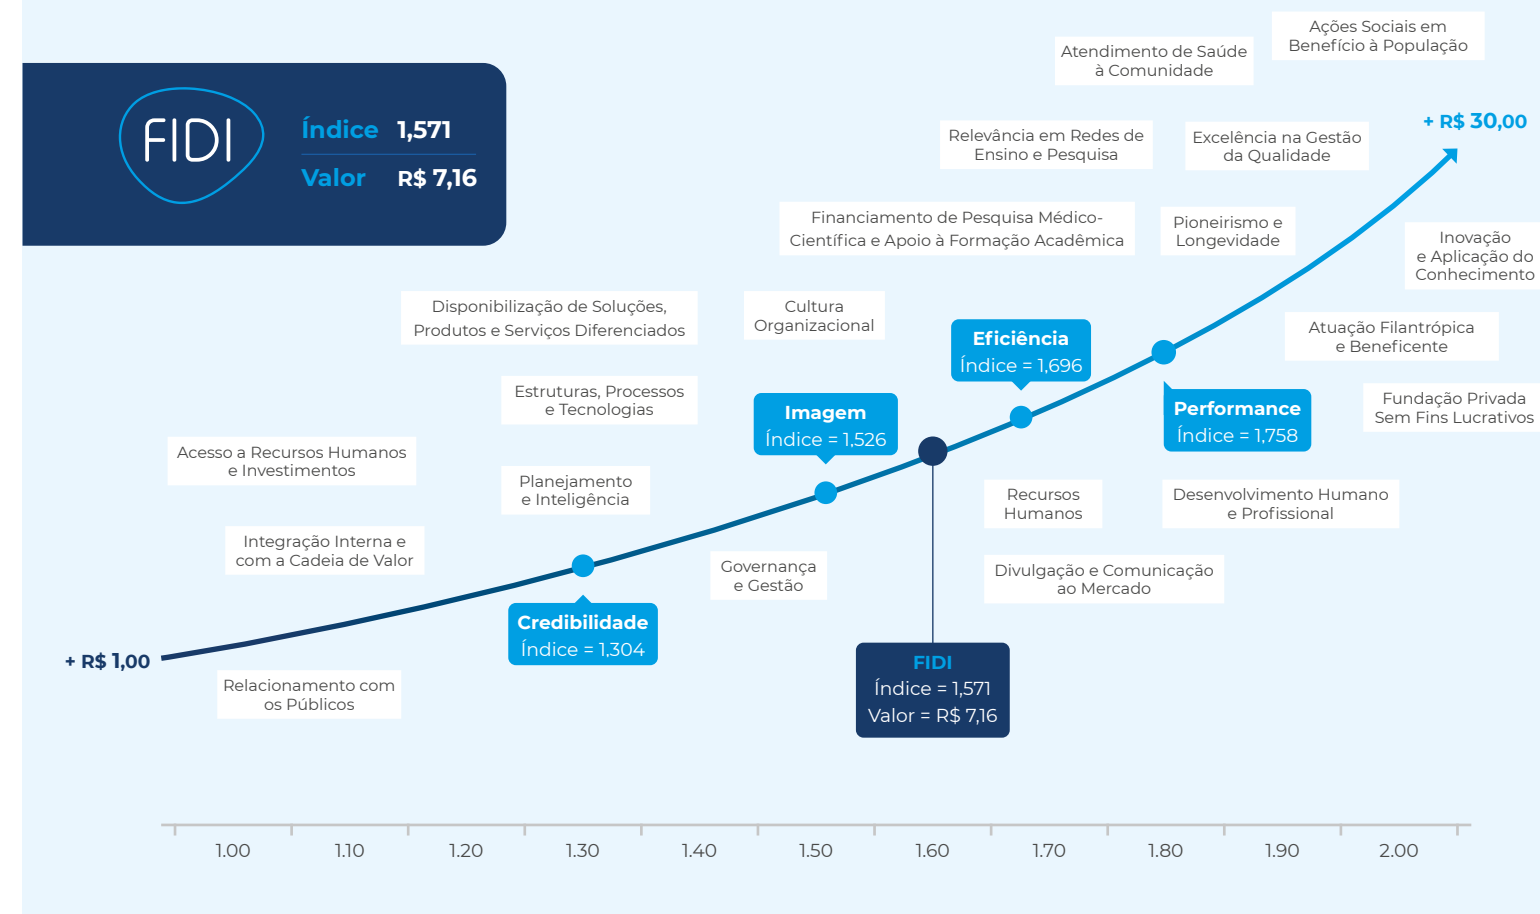 FIDI
Índice 1,571
Valor R$ 7,16
Ações Sociais em
Benefício à População
Atendimento de Saúde
à Comunidade
+ R$ 30,00
Relevância em Redes de
Ensino e Pesquisa
Excelência na Gestão
da Qualidade
Financiamento de Pesquisa Médico-
Científica e Apoio à Formação Acadêmica
Pioneirismo e
Longevidade
Inovação
e Aplicação do
Conhecimento
Disponibilização de Soluções,
Produtos e Serviços Diferenciados
Cultura
Organizacional
Eficiência
Índice = 1,696
Atuação Filantrópica
e Beneficente
Estruturas, Processos
e Tecnologias
Imagem
Índice = 1,526
Performance
Índice = 1,758
Fundação Privada
Sem Fins Lucrativos
Acesso a Recursos Humanos
e Investimentos
Planejamento
e Inteligência
Recursos
Humanos
Desenvolvimento Humano
e Profissional
Integração Interna e
com a Cadeia de Valor
Governança
e Gestão
Divulgação e Comunicação
ao Mercado
Credibilidade
Índice = 1,304
+ R$ 1,00
Relacionamento com
os Públicos
FIDI
Índice = 1,571
Valor = R$ 7,16
1.00 1.10 1.20 1.30 1.40 1.50 1.60 1.70 1.80 1.90 2.00